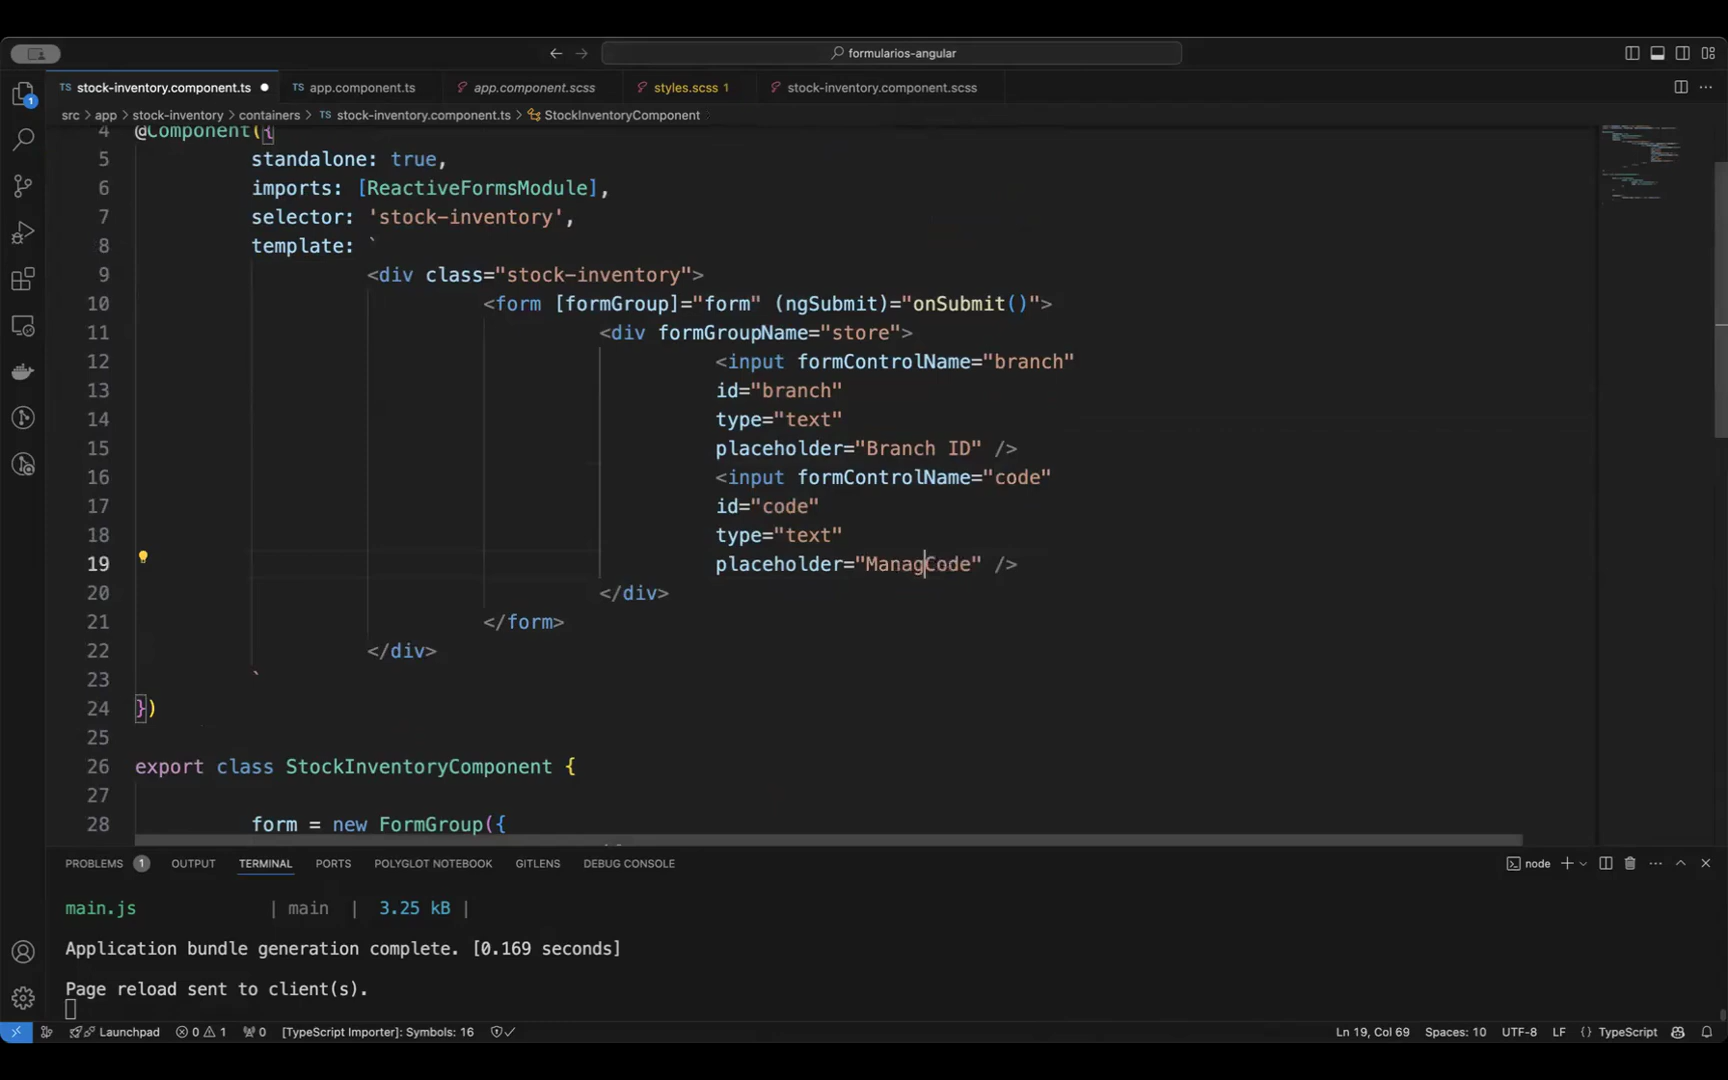 formularios-angular
TS stock-inventory.component.ts
TS app.component.ts
app.component.scss
styles.scss 1
stock-inventory.component.scss
1
src > app > stock-inventory > containers > TS stock-inventory.component.ts > StockInventoryComponent
4 @Component({
5 standalone: true,
6 imports: [ReactiveFormsModule],
7 selector: 'stock-inventory',
8 template: `
9 <div class="stock-inventory">
10 <form [formGroup]="form" (ngSubmit)="onSubmit()">
11 <div formGroupName="store">
12 <input formControlName="branch"
13 id="branch"
14 type="text"
15 placeholder="Branch ID" />
16 <input formControlName="code"
17 id="code"
18 type="text"
19 placeholder="ManagCode" />
20 </div>
21 </form>
22 </div>
23 `
24 })
25
26 export class StockInventoryComponent {
27
28 form = new FormGroup({
PROBLEMS 1 OUTPUT TERMINAL PORTS POLYGLOT NOTEBOOK GITLENS DEBUG CONSOLE
node
main.js | main | 3.25 kB |
Application bundle generation complete. [0.169 seconds]
Page reload sent to client(s).
Launchpad 0 1 0 [TypeScript Importer]: Symbols: 16
Ln 19, Col 69 Spaces: 10 UTF-8 LF {} TypeScript